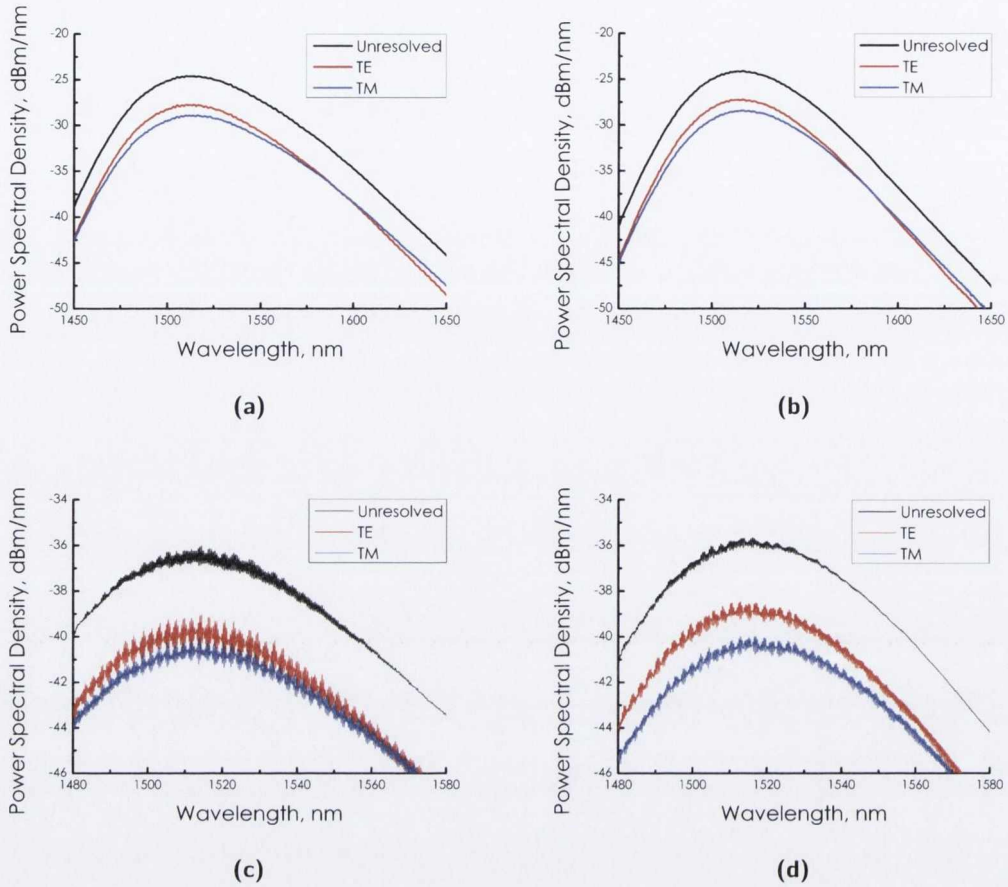 Power Spectral Density, dBm/nm
-20
-25
-30
-35
-40
-45
-50
1450
1500
1550
1600
1650
Wavelength, nm
Unresolved
TE
TM
(a)
Power Spectral Density, dBm/nm
-20
-25
-30
-35
-40
-45
-50
1450
1500
1550
1600
1650
Wavelength, nm
Unresolved
TE
TM
(b)
Power Spectral Density, dBm/nm
-34
-36
-38
-40
-42
-44
-46
1480
1500
1520
1540
1560
1580
Wavelength, nm
Unresolved
TE
TM
(c)
Power Spectral Density, dBm/nm
-34
-36
-38
-40
-42
-44
-46
1480
1500
1520
1540
1560
1580
Wavelength, nm
Unresolved
TE
TM
(d)